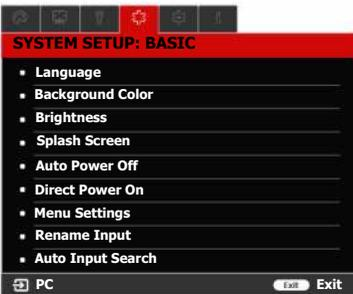 SYSTEM SETUP: BASIC
Language
Background Color
Brightness
Splash Screen
Auto Power Off
Direct Power On
Menu Settings
Rename Input
Auto Input Search
PC Exit Exit